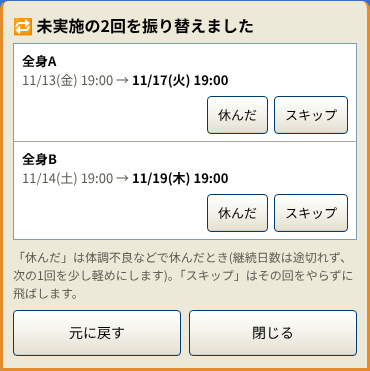 🔁 未実施の2回を振り替えました
全身A
11/13(金) 19:00 → 11/17(火) 19:00
休んだ スキップ
全身B
11/14(土) 19:00 → 11/19(木) 19:00
休んだ スキップ
「休んだ」は体調不良などで休んだとき(継続日数は途切れず、
次の1回を少し軽めにします)。「スキップ」はその回をやらずに
飛ばします。
元に戻す 閉じる